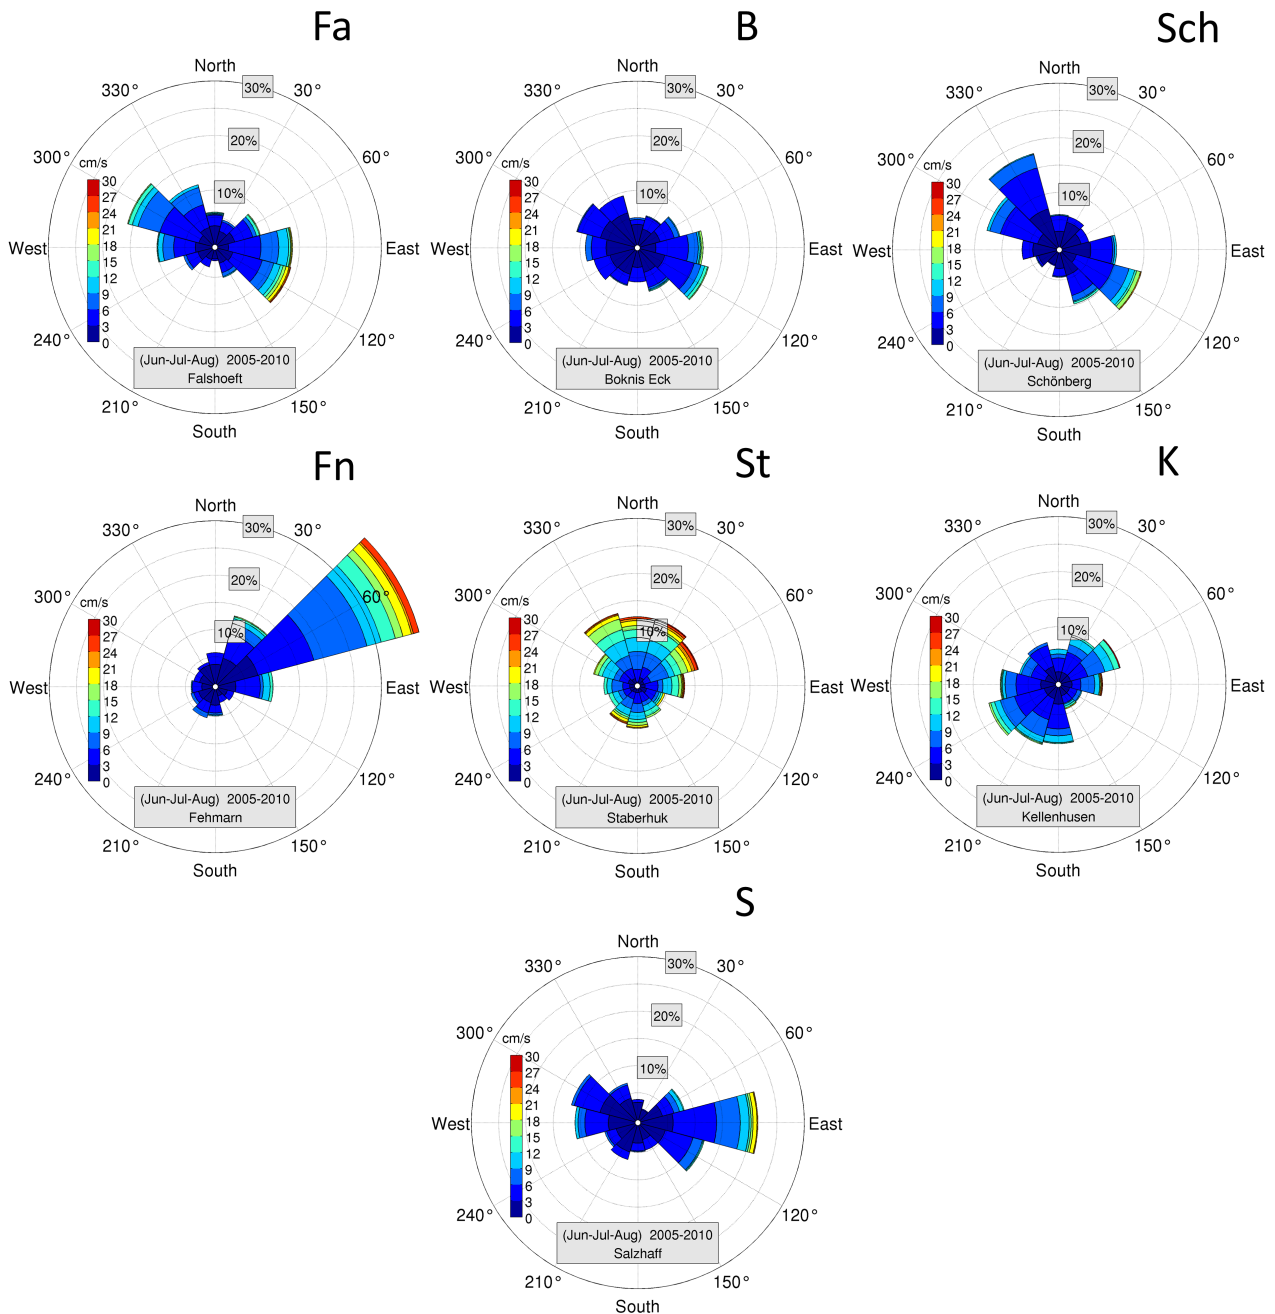 Fa
B
Sch
North
330°
30%
30°
20%
300°
60°
cm/s
10%
30
27
24
21
18
15
12
9
6
3
0
West
East
240°
120°
(Jun-Jul-Aug) 2005-2010
Falshoeft
210°
150°
South
North
330°
30%
30°
20%
300°
60°
cm/s
10%
30
27
24
21
18
15
12
9
6
3
0
West
East
240°
120°
(Jun-Jul-Aug) 2005-2010
Boknis Eck
210°
150°
South
North
330°
30%
30°
20%
300°
60°
cm/s
10%
30
27
24
21
18
15
12
9
6
3
0
West
East
240°
120°
(Jun-Jul-Aug) 2005-2010
Schönberg
210°
150°
South
Fn
St
K
North
330°
30%
30°
20%
300°
60°
cm/s
10%
30
27
24
21
18
15
12
9
6
3
0
West
East
240°
120°
(Jun-Jul-Aug) 2005-2010
Fehmarn
210°
150°
South
North
330°
30%
30°
20%
300°
60°
cm/s
10%
30
27
24
21
18
15
12
9
6
3
0
West
East
240°
120°
(Jun-Jul-Aug) 2005-2010
Staberhuk
210°
150°
South
North
330°
30%
30°
20%
300°
60°
cm/s
10%
30
27
24
21
18
15
12
9
6
3
0
West
East
240°
120°
(Jun-Jul-Aug) 2005-2010
Kellenhusen
210°
150°
South
S
North
330°
30%
30°
20%
300°
60°
cm/s
10%
30
27
24
21
18
15
12
9
6
3
0
West
East
240°
120°
(Jun-Jul-Aug) 2005-2010
Salzhaff
210°
150°
South